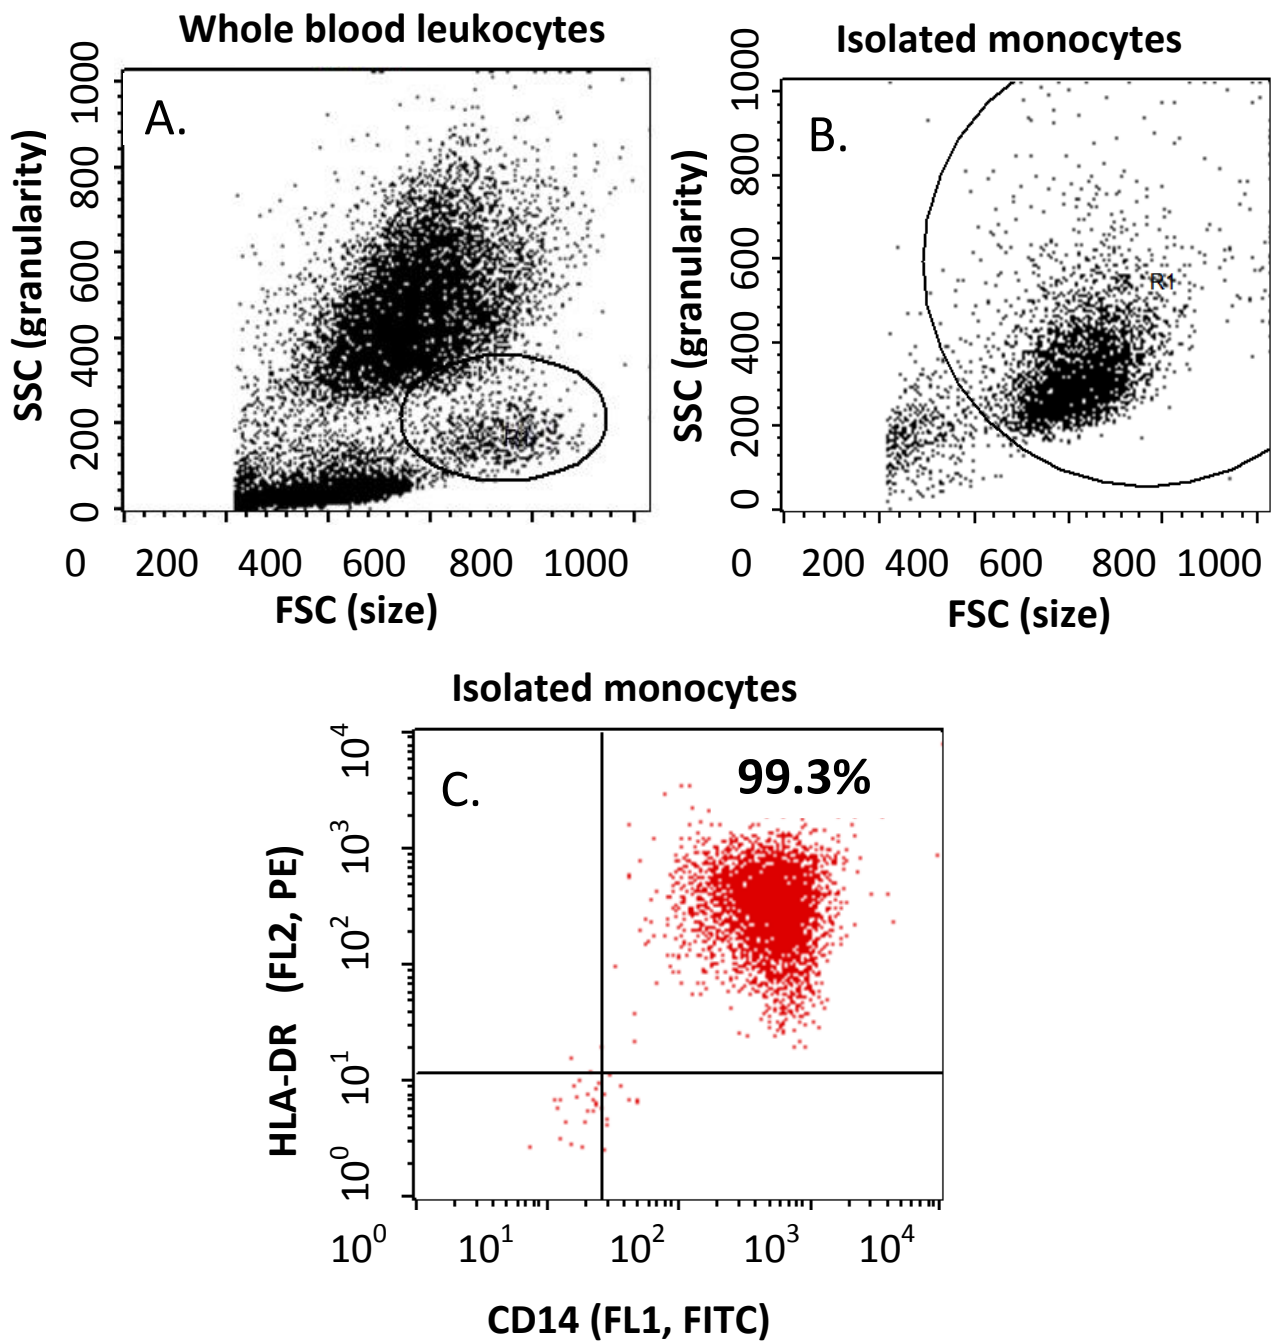 Whole blood leukocytes
A.
SSC (granularity)
1000
800
600
400
200
0
R1
0 200 400 600 800 1000
FSC (size)
Isolated monocytes
B.
SSC (granularity)
1000
800
600
400
200
0
R1
0 200 400 600 800 1000
FSC (size)
Isolated monocytes
C.
99.3%
HLA-DR (FL2, PE)
10⁴
10³
10²
10¹
10⁰
10⁰ 10¹ 10² 10³ 10⁴
CD14 (FL1, FITC)